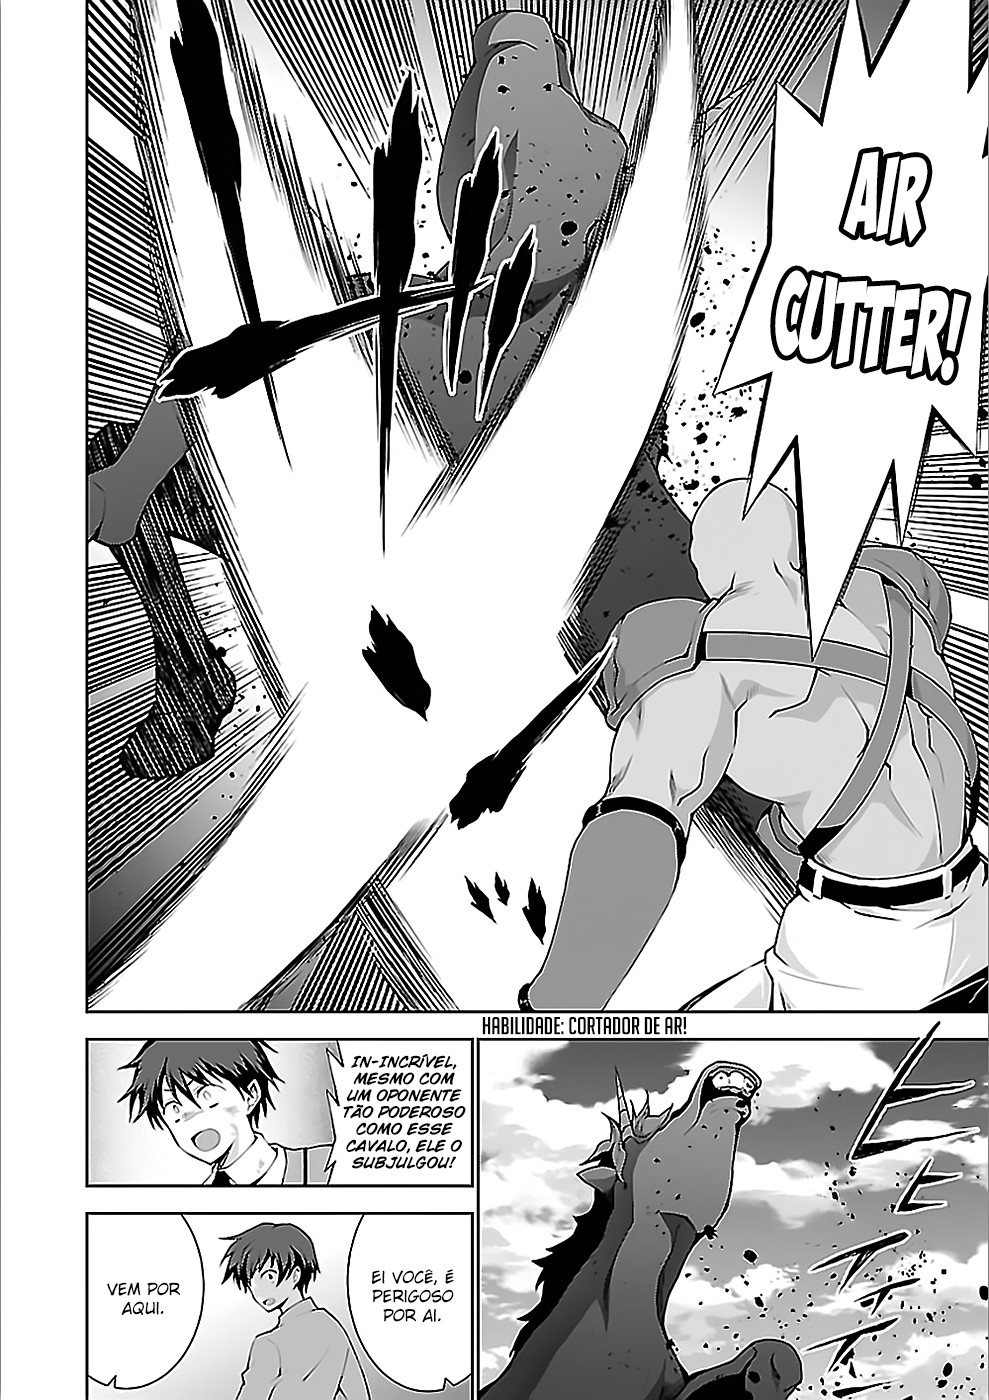 AIR
CUTTER!
HABILIDADE: CORTADOR DE AR!
IN-INCRÍVEL,
MESMO COM
UM OPONENTE
TÃO PODEROSO
COMO ESSE
CAVALO, ELE O
SUBJULGOU!
EI VOCÊ, É
PERIGOSO
POR AI.
VEM POR
AQUI.